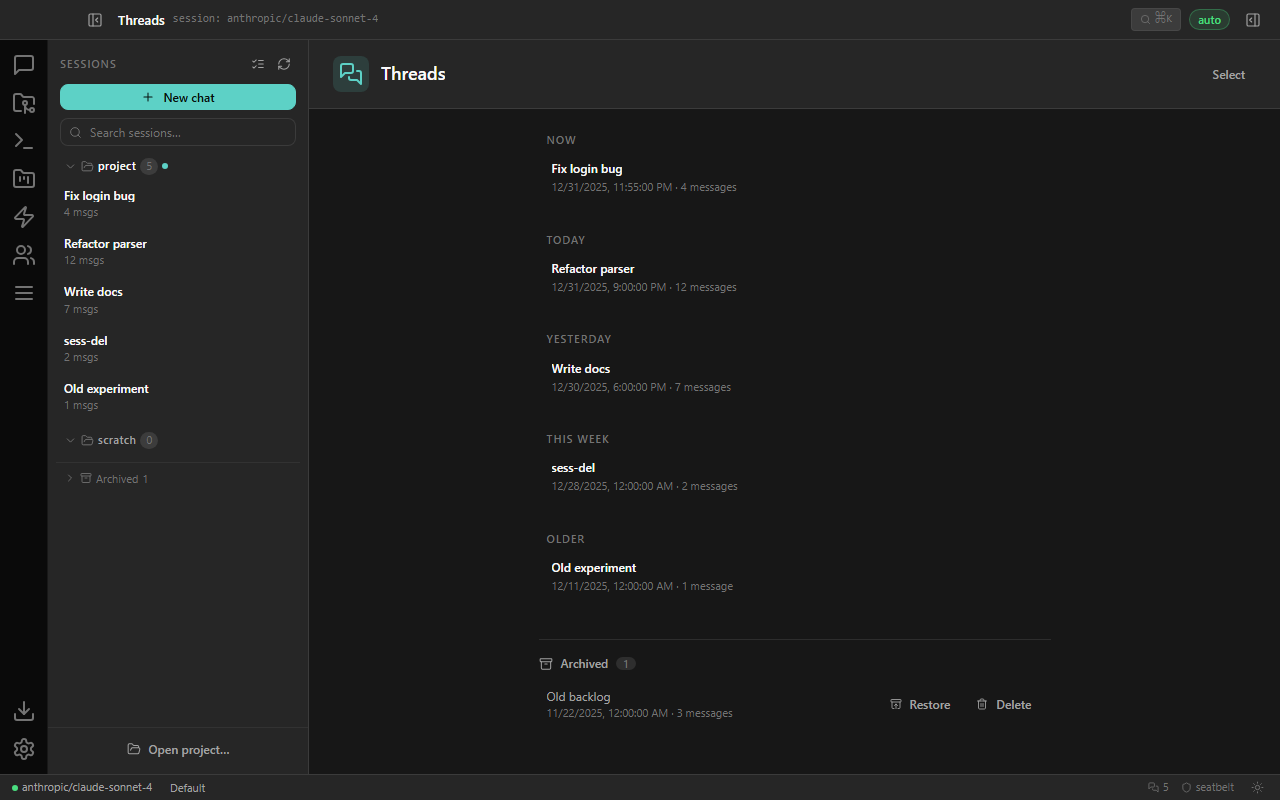 Threads session: anthropic/claude-sonnet-4
⌘K
auto
SESSIONS
New chat
Search sessions...
project 5
Fix login bug
4 msgs
Refactor parser
12 msgs
Write docs
7 msgs
sess-del
2 msgs
Old experiment
1 msgs
scratch 0
Archived 1
Open project...
Threads
Select
NOW
Fix login bug
12/31/2025, 11:55:00 PM · 4 messages
TODAY
Refactor parser
12/31/2025, 9:00:00 PM · 12 messages
YESTERDAY
Write docs
12/30/2025, 6:00:00 PM · 7 messages
THIS WEEK
sess-del
12/28/2025, 12:00:00 AM · 2 messages
OLDER
Old experiment
12/11/2025, 12:00:00 AM · 1 message
Archived 1
Old backlog
11/22/2025, 12:00:00 AM · 3 messages
Restore
Delete
anthropic/claude-sonnet-4 Default
5 seatbelt